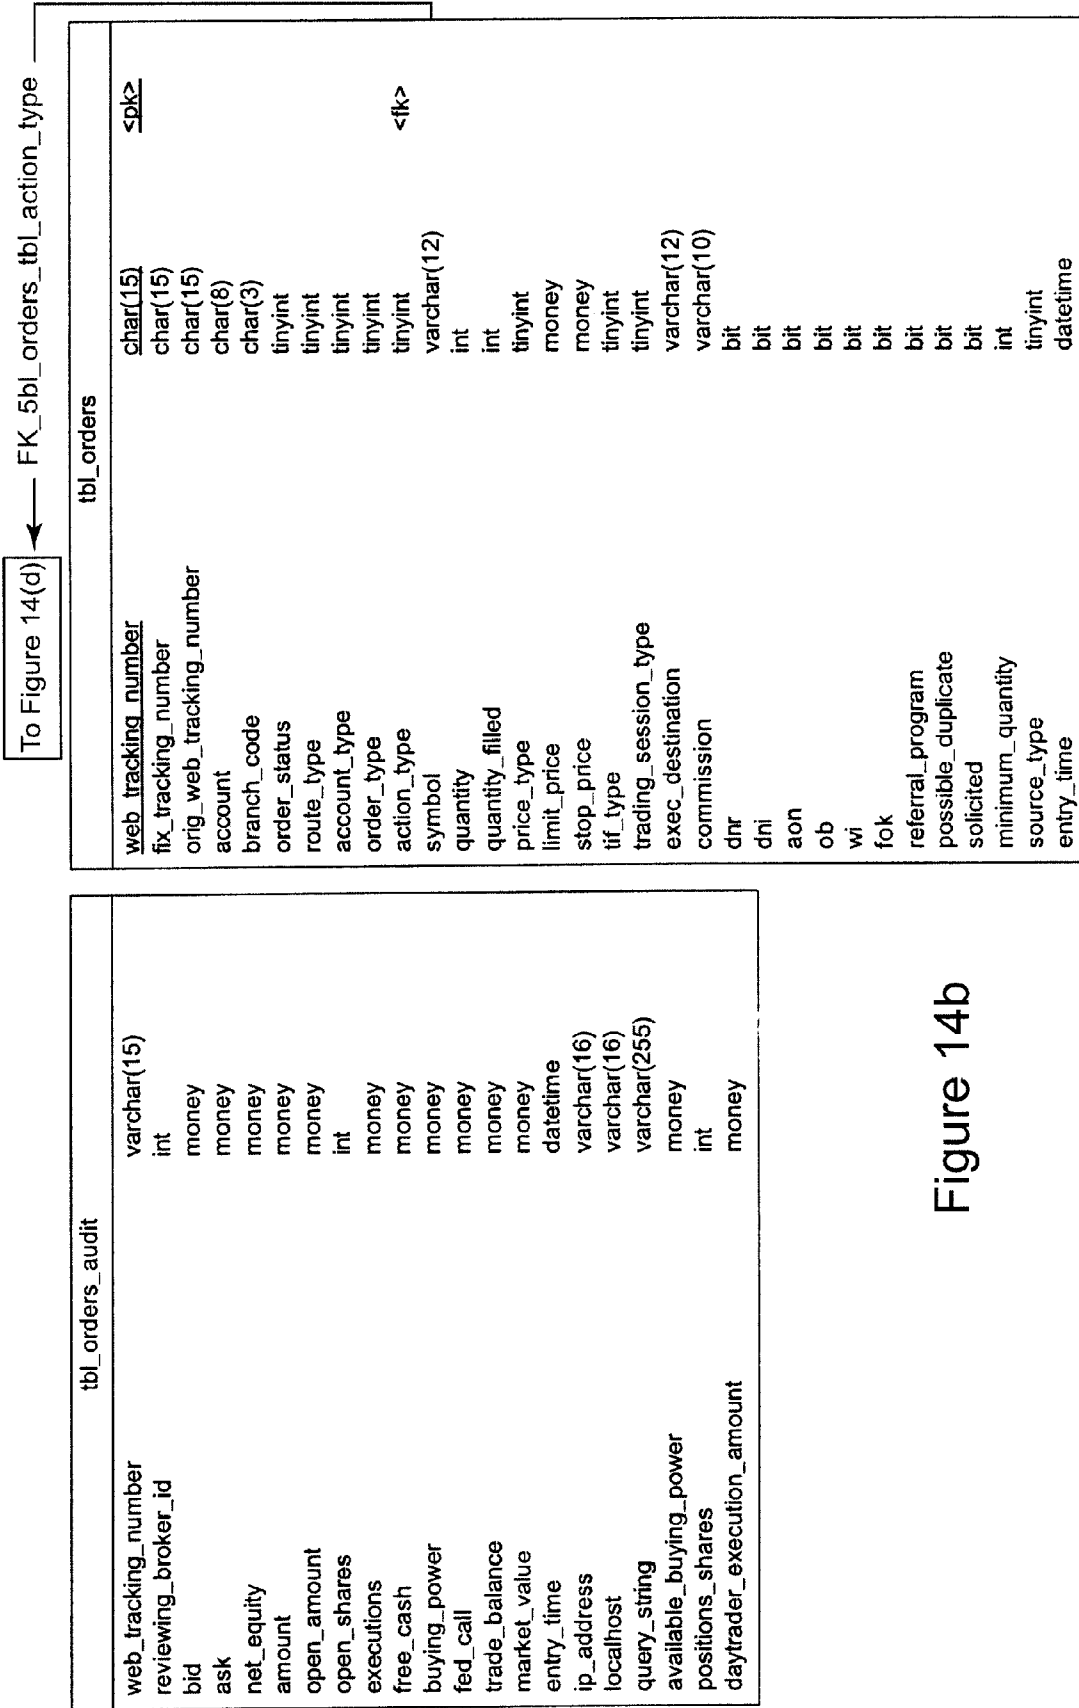 To Figure 14(d)
FK_5bl_orders_tbl_action_type
tbl_orders_audit
web_tracking_number varchar(15)
reviewing_broker_id int
bid money
ask money
net_equity money
amount money
open_amount money
open_shares int
executions money
free_cash money
buying_power money
fed_call money
trade_balance money
market_value money
entry_time datetime
ip_address varchar(16)
localhost varchar(16)
query_string varchar(255)
available_buying_power money
positions_shares int
daytrader_execution_amount money
tbl_orders
web_tracking_number char(15) <pk>
fix_tracking_number char(15)
orig_web_tracking_number char(15)
account char(8)
branch_code char(3)
order_status tinyint
route_type tinyint
account_type tinyint
order_type tinyint
action_type tinyint <fk>
symbol varchar(12)
quantity int
quantity_filled int
price_type tinyint
limit_price money
stop_price money
tif_type tinyint
trading_session_type tinyint
exec_destination varchar(12)
commission varchar(10)
dnr bit
dni bit
aon bit
ob bit
wi bit
fok bit
referral_program bit
possible_duplicate bit
solicited bit
minimum_quantity int
source_type tinyint
entry_time datetime
Figure 14b